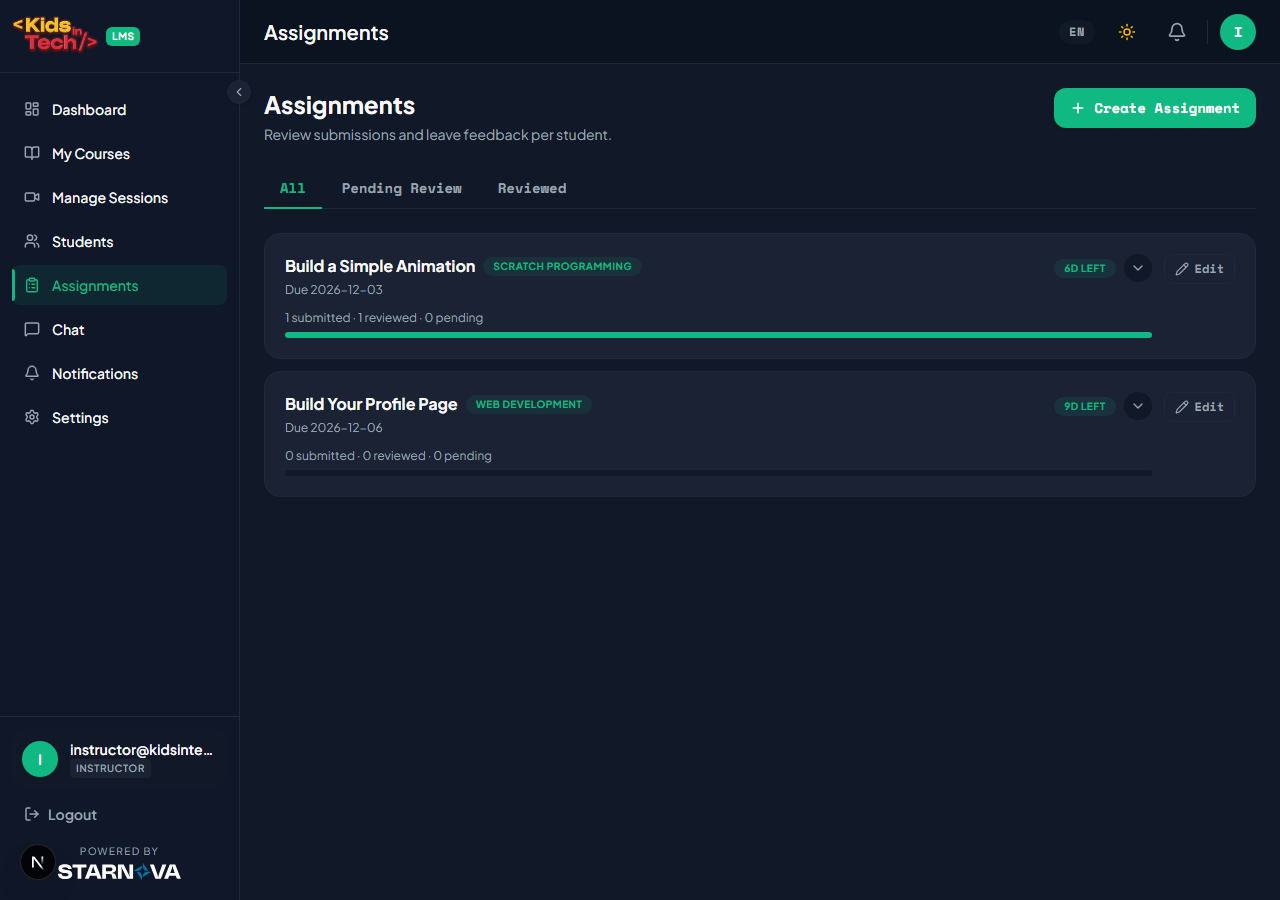 <Kids in
Tech/>
LMS
Assignments
EN
I
Dashboard
My Courses
Manage Sessions
Students
Assignments
Chat
Notifications
Settings
Assignments
Review submissions and leave feedback per student.
+ Create Assignment
All
Pending Review
Reviewed
Build a Simple Animation
SCRATCH PROGRAMMING
6D LEFT
Edit
Due 2026-12-03
1 submitted · 1 reviewed · 0 pending
Build Your Profile Page
WEB DEVELOPMENT
9D LEFT
Edit
Due 2026-12-06
0 submitted · 0 reviewed · 0 pending
I
instructor@kidsinte...
INSTRUCTOR
Logout
N
POWERED BY
STARNOVA